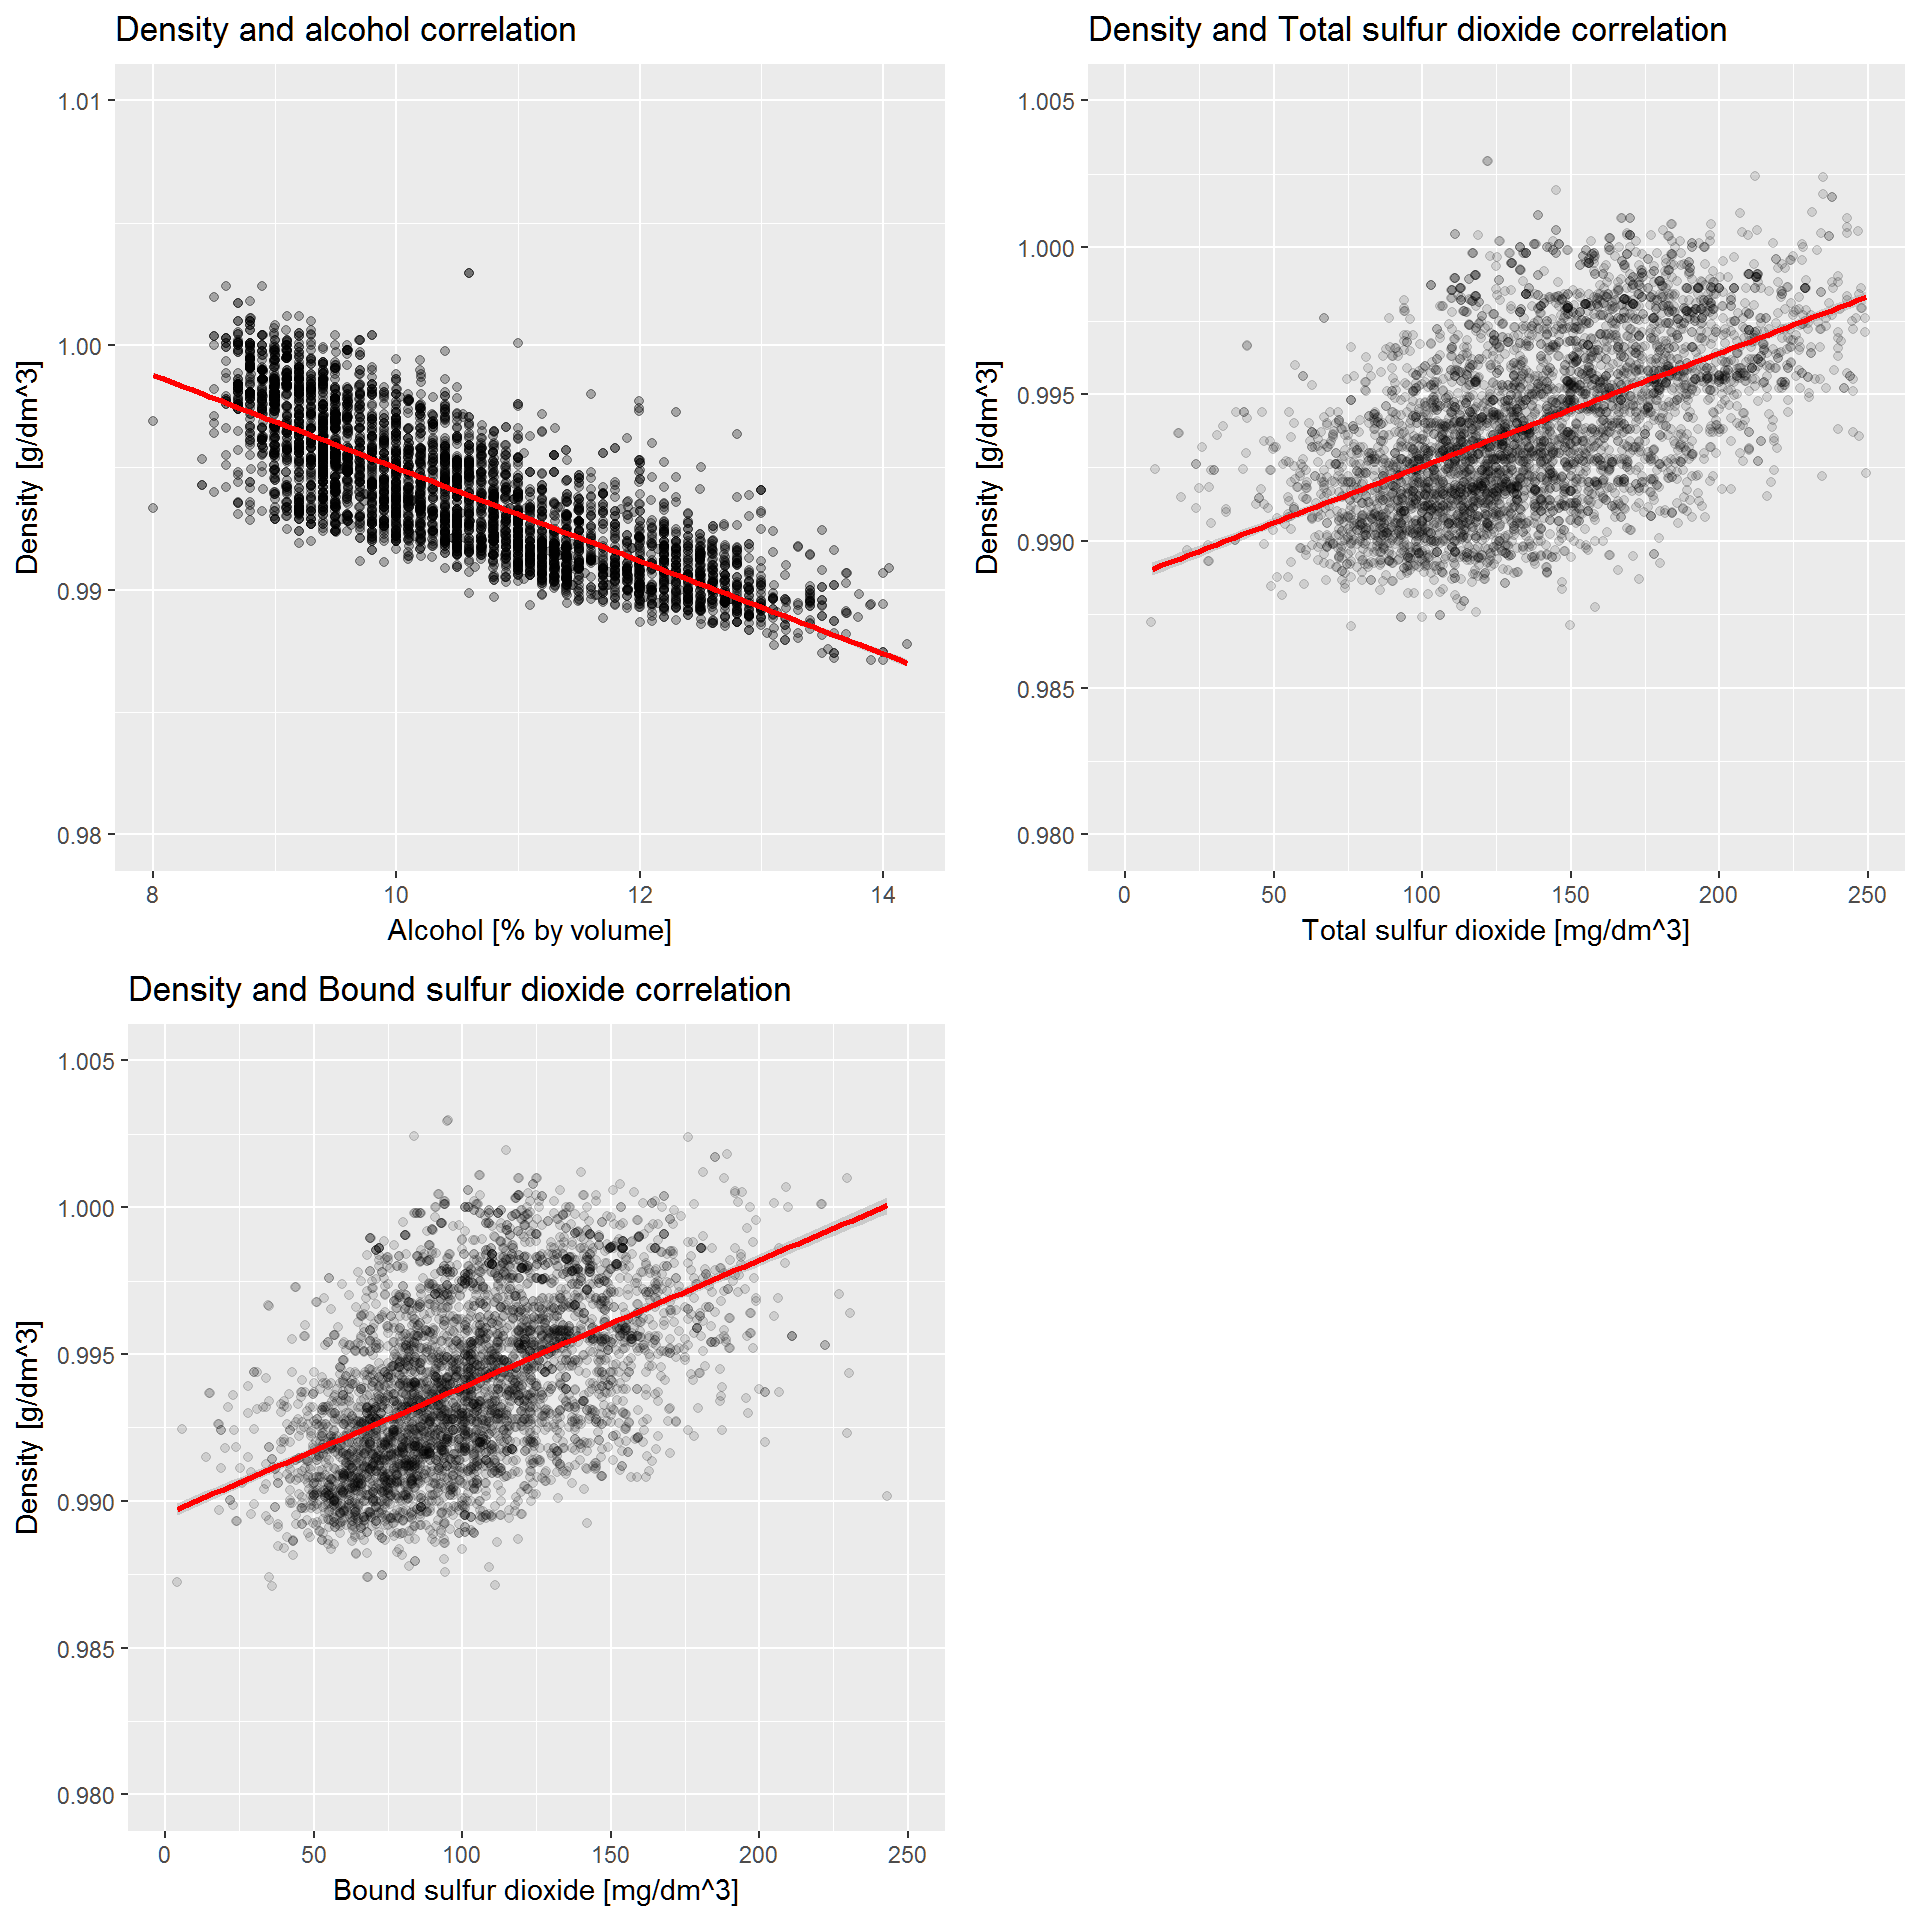 Density and alcohol correlation
1.01
1.00
0.99
0.98
Density [g/dm^3]
8 10 12 14
Alcohol [% by volume]
Density and Total sulfur dioxide correlation
1.005
1.000
0.995
0.990
0.985
0.980
Density [g/dm^3]
0 50 100 150 200 250
Total sulfur dioxide [mg/dm^3]
Density and Bound sulfur dioxide correlation
1.005
1.000
0.995
0.990
0.985
0.980
Density [g/dm^3]
0 50 100 150 200 250
Bound sulfur dioxide [mg/dm^3]